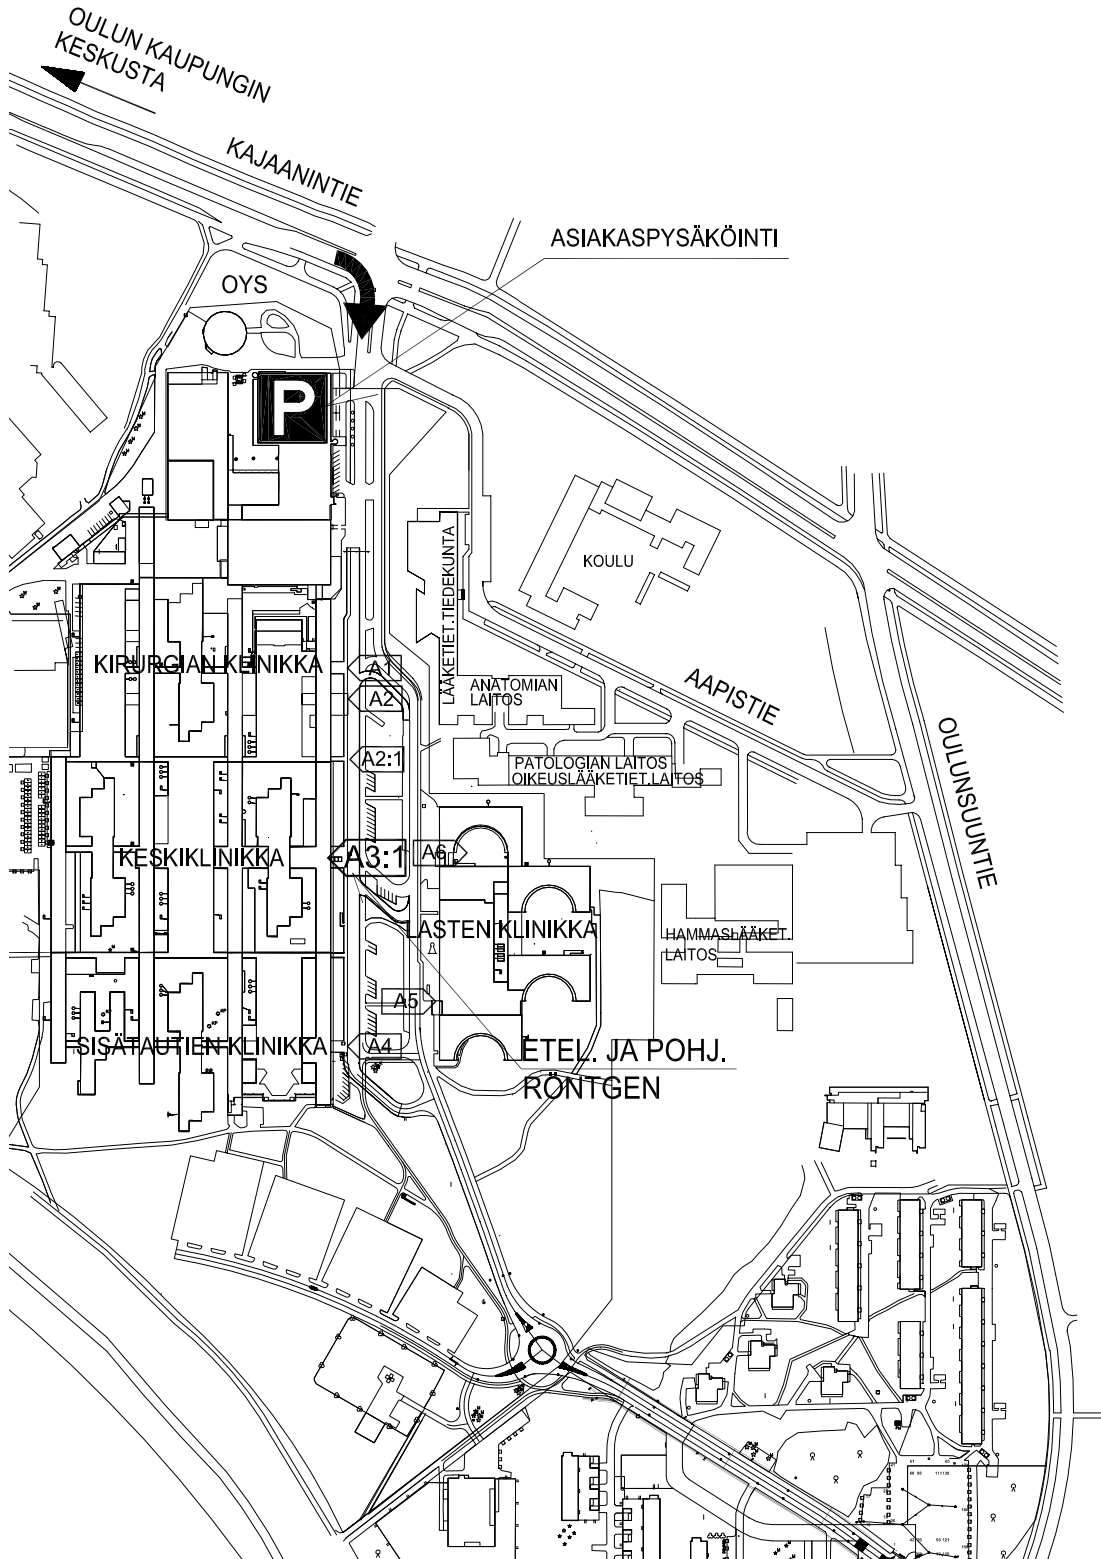 OULUN KAUPUNGIN
KESKUSTA
KAJAANINTIE
ASIAKASPYSÄKÖINTI
OYS
P
KOULU
LÄÄKETIET.TIEDEKUNTA
KIRURGIAN KLINIKKA
A1
A2
ANATOMIAN
LAITOS
AAPISTIE
OULUNSUUNTIE
A2:1
PATOLOGIAN LAITOS
OIKEUSLÄÄKETIET.LAITOS
KESKIKLINIKKA
A3:1
A6
LASTEN KLINIKKA
HAMMASLÄÄKET.
LAITOS
A5
SISÄTAUTIEN KLINIKKA
A4
ETEL. JA POHJ.
RÖNTGEN